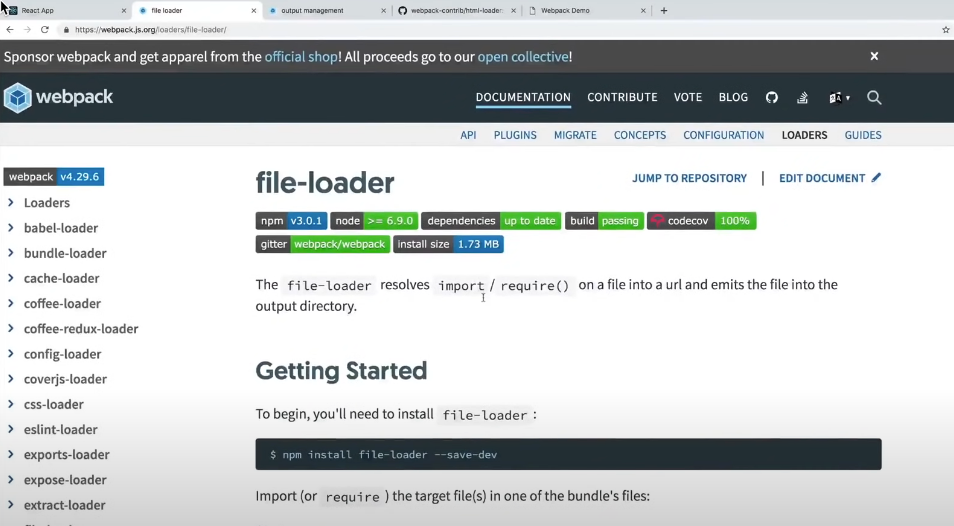 React App
file loader
output management
webpack-contrib/html-loader
Webpack Demo
https://webpack.js.org/loaders/file-loader/
Sponsor webpack and get apparel from the official shop! All proceeds go to our open collective!
webpack
DOCUMENTATION CONTRIBUTE VOTE BLOG
API PLUGINS MIGRATE CONCEPTS CONFIGURATION LOADERS GUIDES
webpack v4.29.6
Loaders
babel-loader
bundle-loader
cache-loader
coffee-loader
coffee-redux-loader
config-loader
coverjs-loader
css-loader
eslint-loader
exports-loader
expose-loader
extract-loader
file-loader
JUMP TO REPOSITORY | EDIT DOCUMENT
npm v3.0.1 node >= 6.9.0 dependencies up to date build passing codecov 100%
gitter webpack/webpack install size 1.73 MB
The file-loader resolves import / require() on a file into a url and emits the file into the
output directory.
Getting Started
To begin, you'll need to install file-loader :
$ npm install file-loader --save-dev
Import (or require ) the target file(s) in one of the bundle's files: